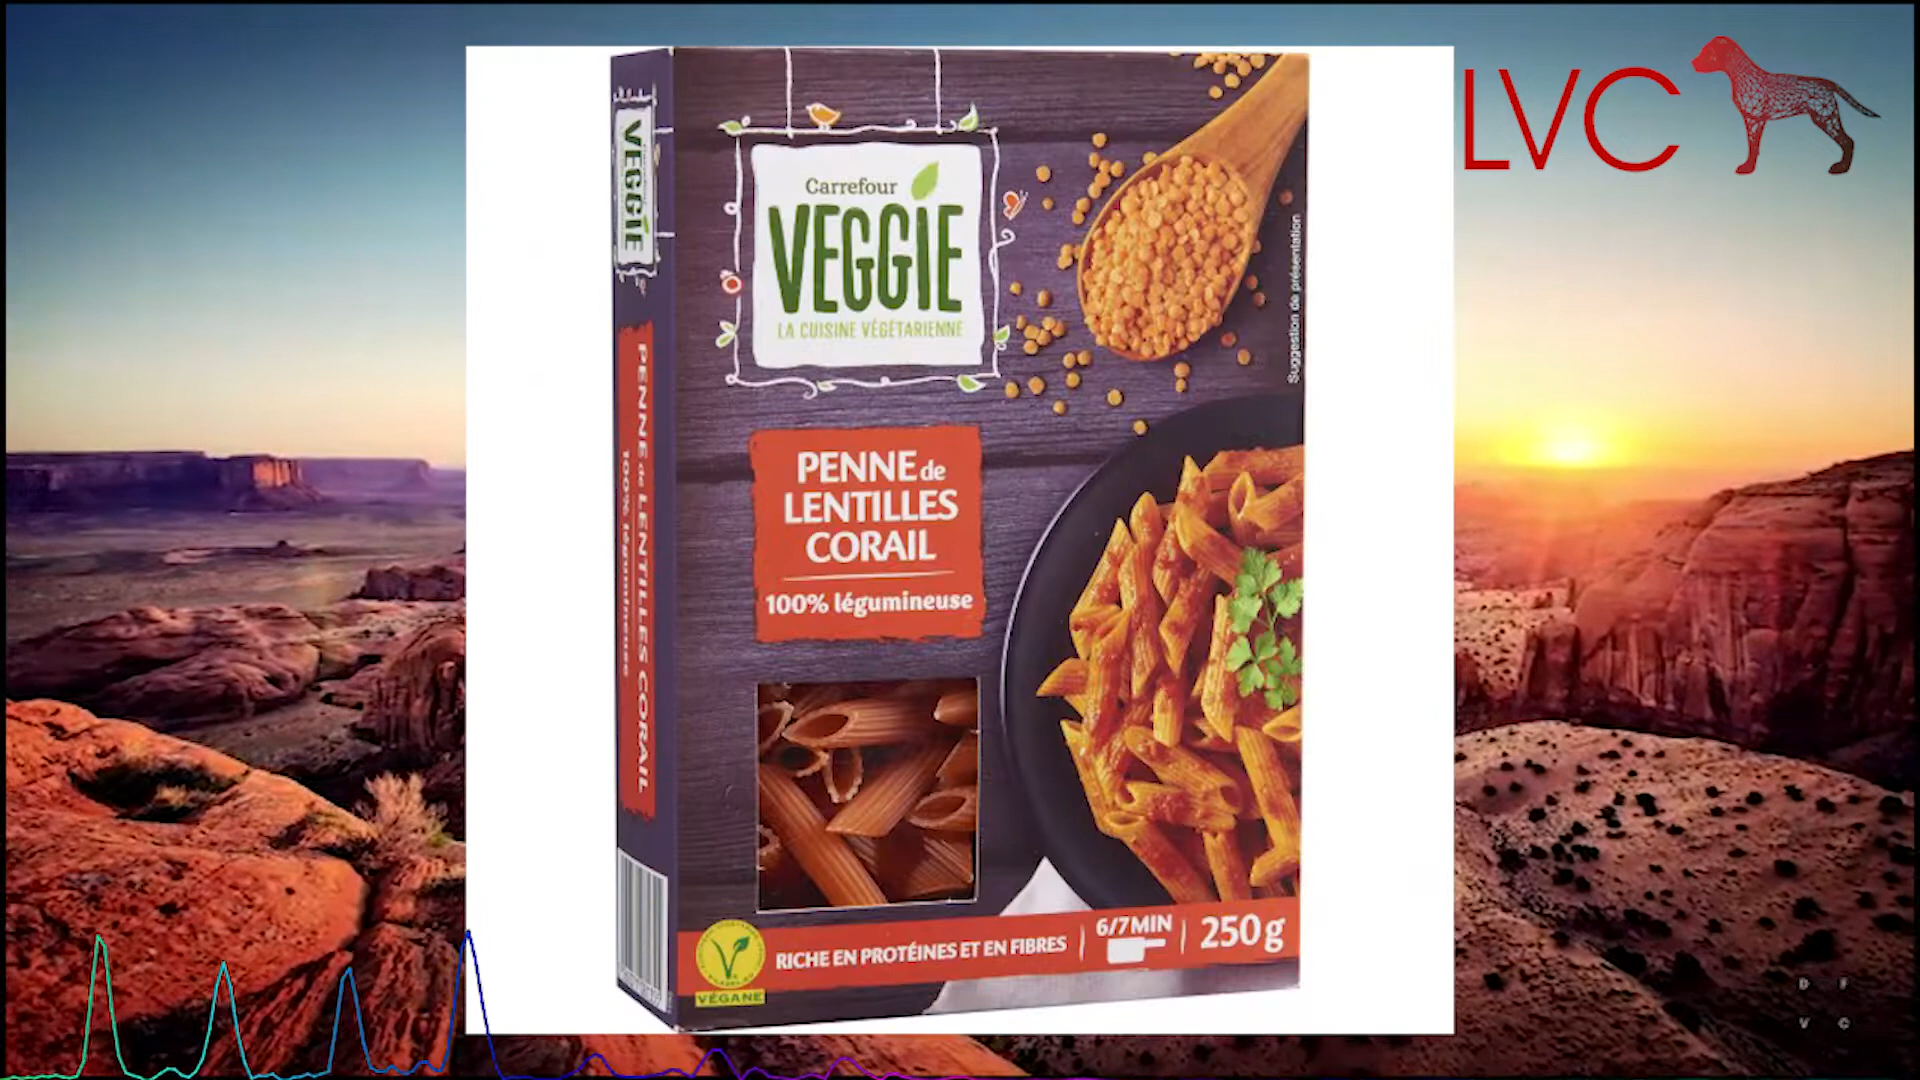 LVC
Carrefour
VEGGIE
LA CUISINE VÉGÉTARIENNE
VEGGIE
PENNE de LENTILLES CORAIL
100% légumineuse
Suggestion de présentation
PENNE de
LENTILLES
CORAIL
100% légumineuse
RICHE EN PROTÉINES ET EN FIBRES
6/7MIN
250g
VÉGANE
D F
V C